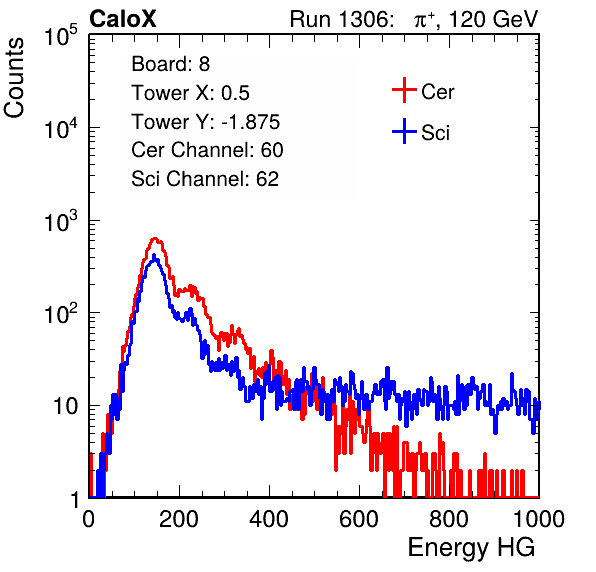 CaloX Run 1306: π⁺, 120 GeV
Counts
Board: 8
Tower X: 0.5
Tower Y: -1.875
Cer Channel: 60
Sci Channel: 62
Cer
Sci
10⁵
10⁴
10³
10²
10
1
0 200 400 600 800 1000
Energy HG